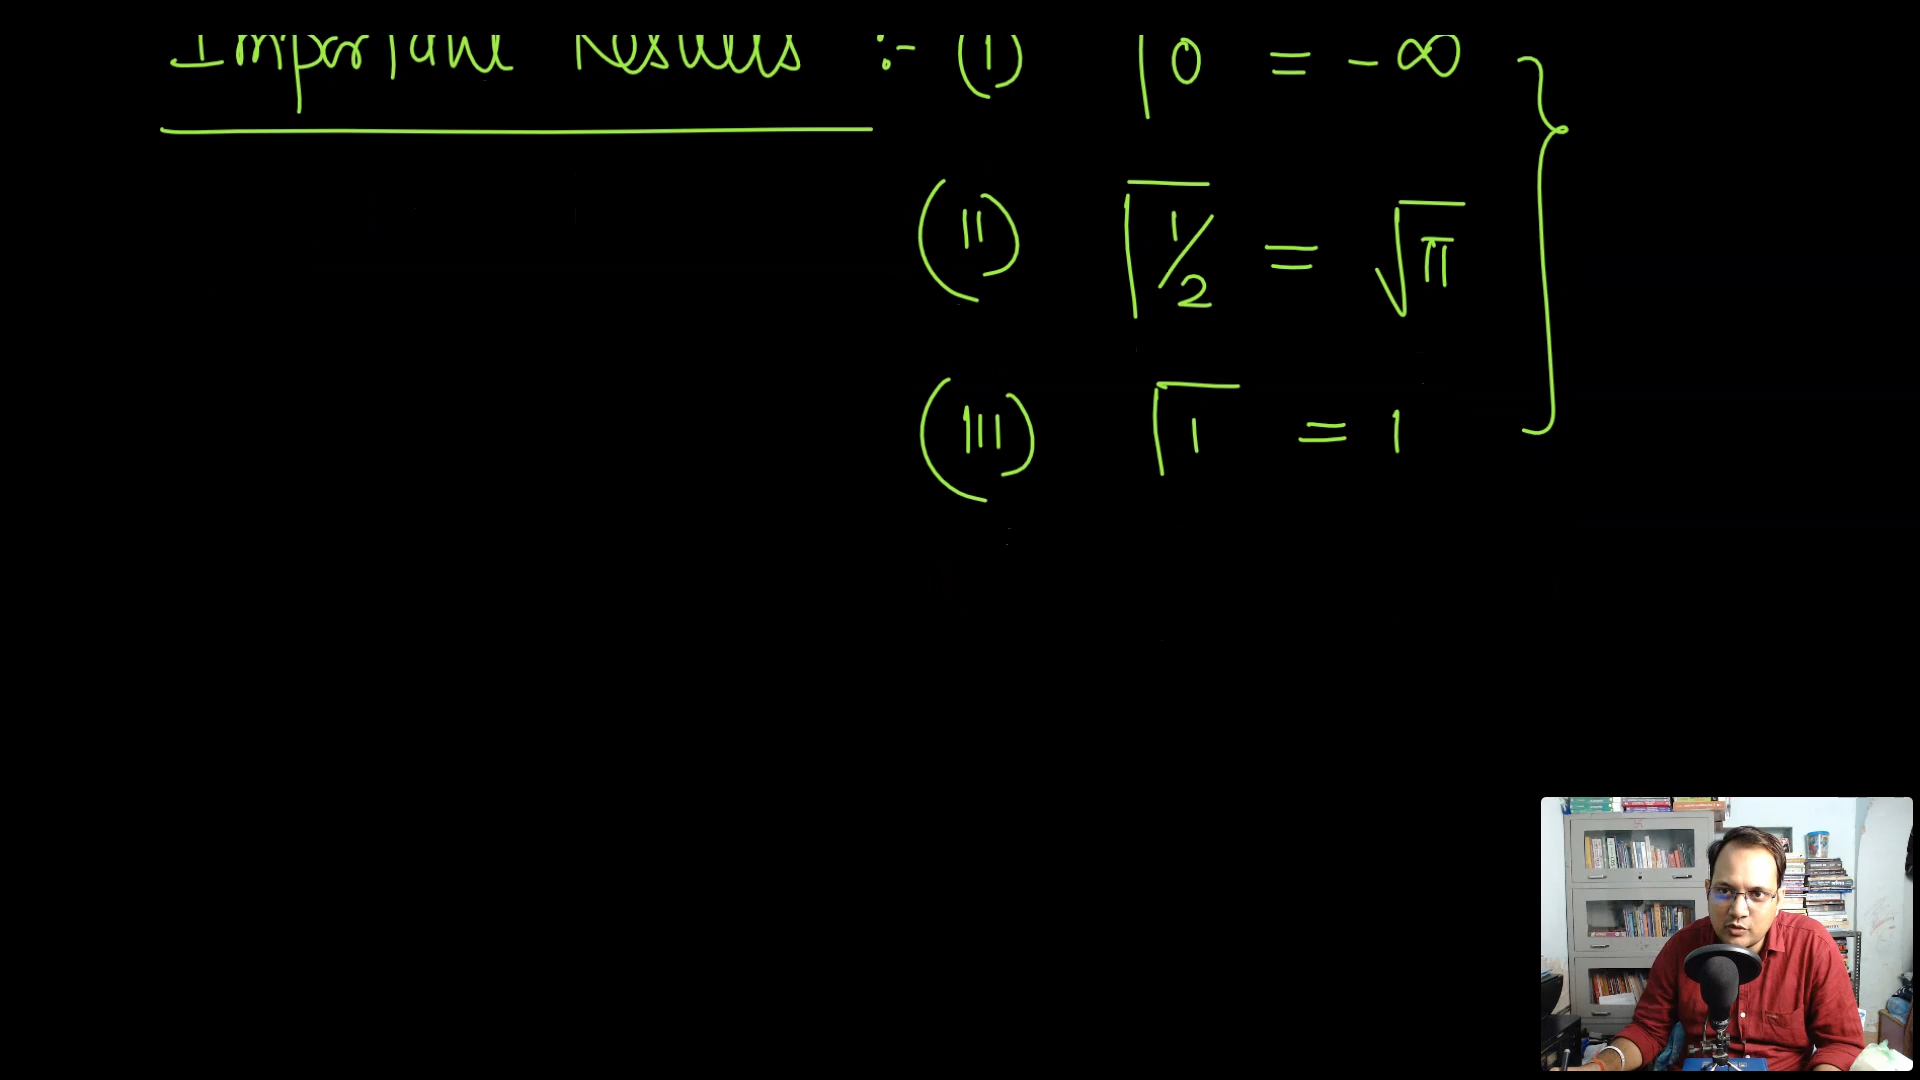 Important Results :- (I) Γ0 = - ∞
(II) Γ1/2 = √π
(III) Γ1 = 1